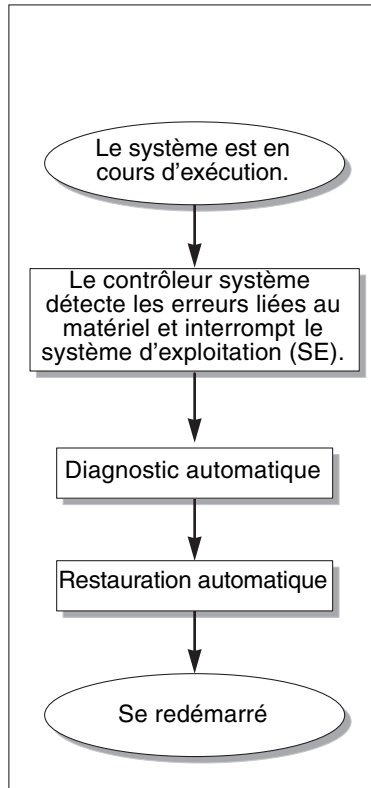 Le système est en
cours d'exécution.
Le contrôleur système
détecte les erreurs liées au
matériel et interrompt le
système d'exploitation (SE).
Diagnostic automatique
Restauration automatique
Se redémarré